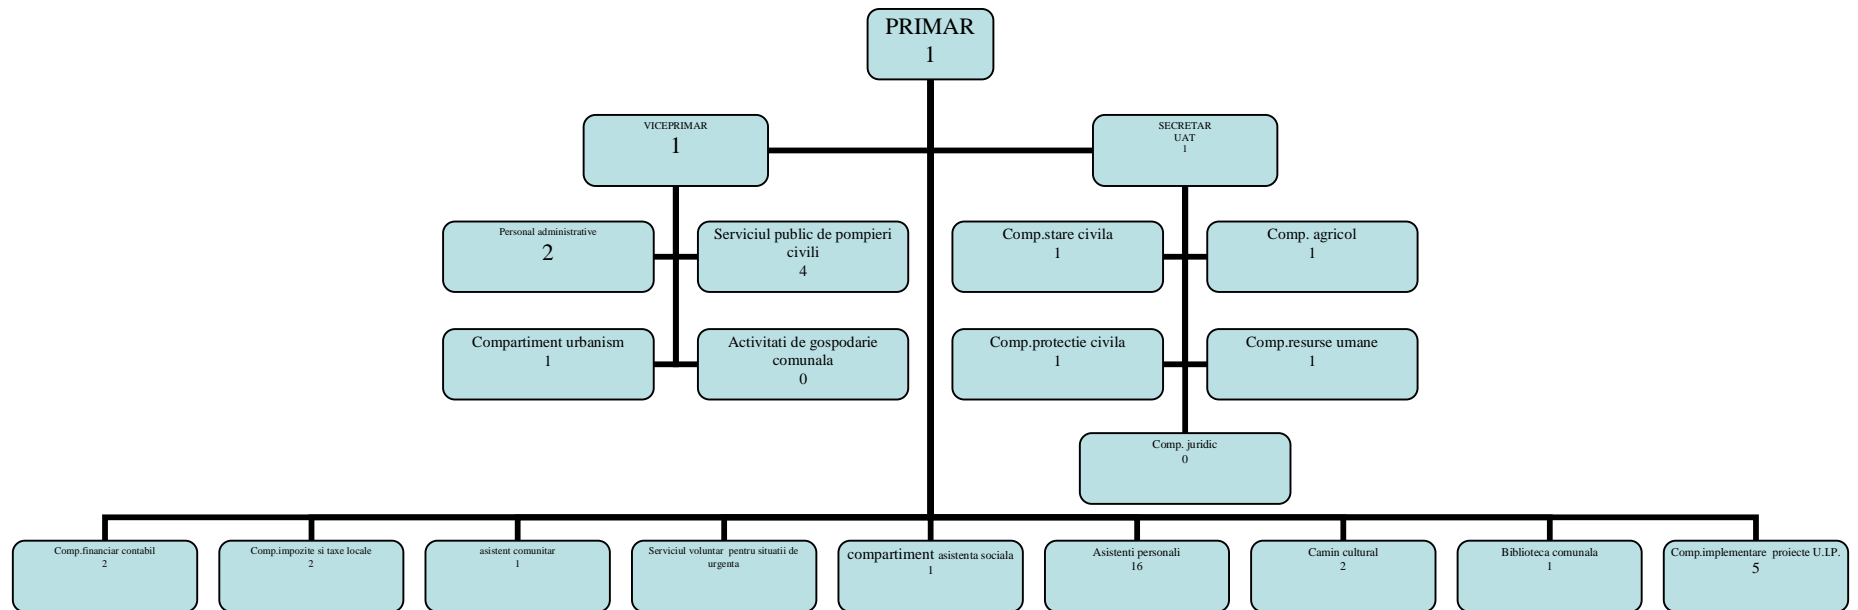 PRIMAR
1
VICEPRIMAR
1
SECRETAR
UAT
1
Personal administrative
2
Serviciul public de pompieri
civili
4
Comp.stare civila
1
Comp. agricol
1
Compartiment urbanism
1
Activitati de gospodarie
comunala
0
Comp.protectie civila
1
Comp.resurse umane
1
Comp. juridic
0
Comp.financiar contabil
2
Comp.impozite si taxe locale
2
asistent comunitar
1
Serviciul voluntar pentru situatii de
urgenta
compartiment asistenta sociala
1
Asistenti personali
16
Camin cultural
2
Biblioteca comunala
1
Comp.implementare proiecte U.I.P.
5